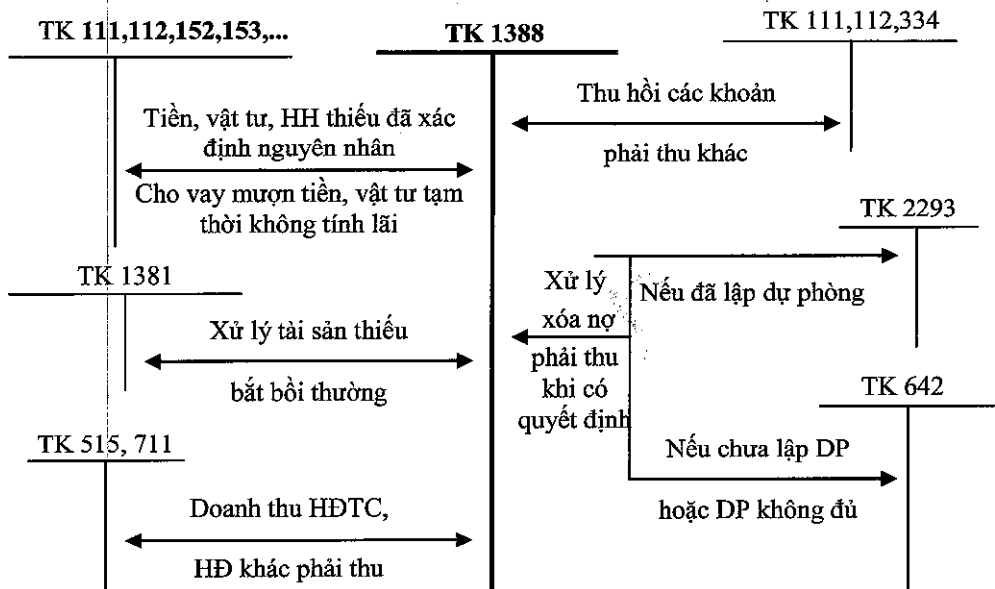 TK 111,112,152,153,...
TK 1388
TK 111,112,334
Tiền, vật tư, HH thiếu đã xác
định nguyên nhân
Cho vay mượn tiền, vật tư tạm
thời không tính lãi
Thu hồi các khoản
phải thu khác
TK 2293
TK 1381
Xử lý tài sản thiếu
bắt bồi thường
Xử lý
xóa nợ
phải thu
khi có
quyết định
Nếu đã lập dự phòng
TK 642
Nếu chưa lập DP
hoặc DP không đủ
TK 515, 711
Doanh thu HĐTC,
HĐ khác phải thu